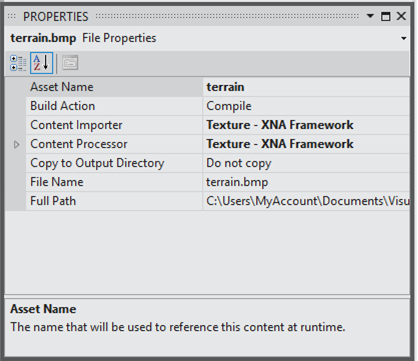 PROPERTIES
terrain.bmp File Properties
Asset Name terrain
Build Action Compile
Content Importer Texture - XNA Framework
Content Processor Texture - XNA Framework
Copy to Output Directory Do not copy
File Name terrain.bmp
Full Path C:\Users\MyAccount\Documents\Visu
Asset Name
The name that will be used to reference this content at runtime.